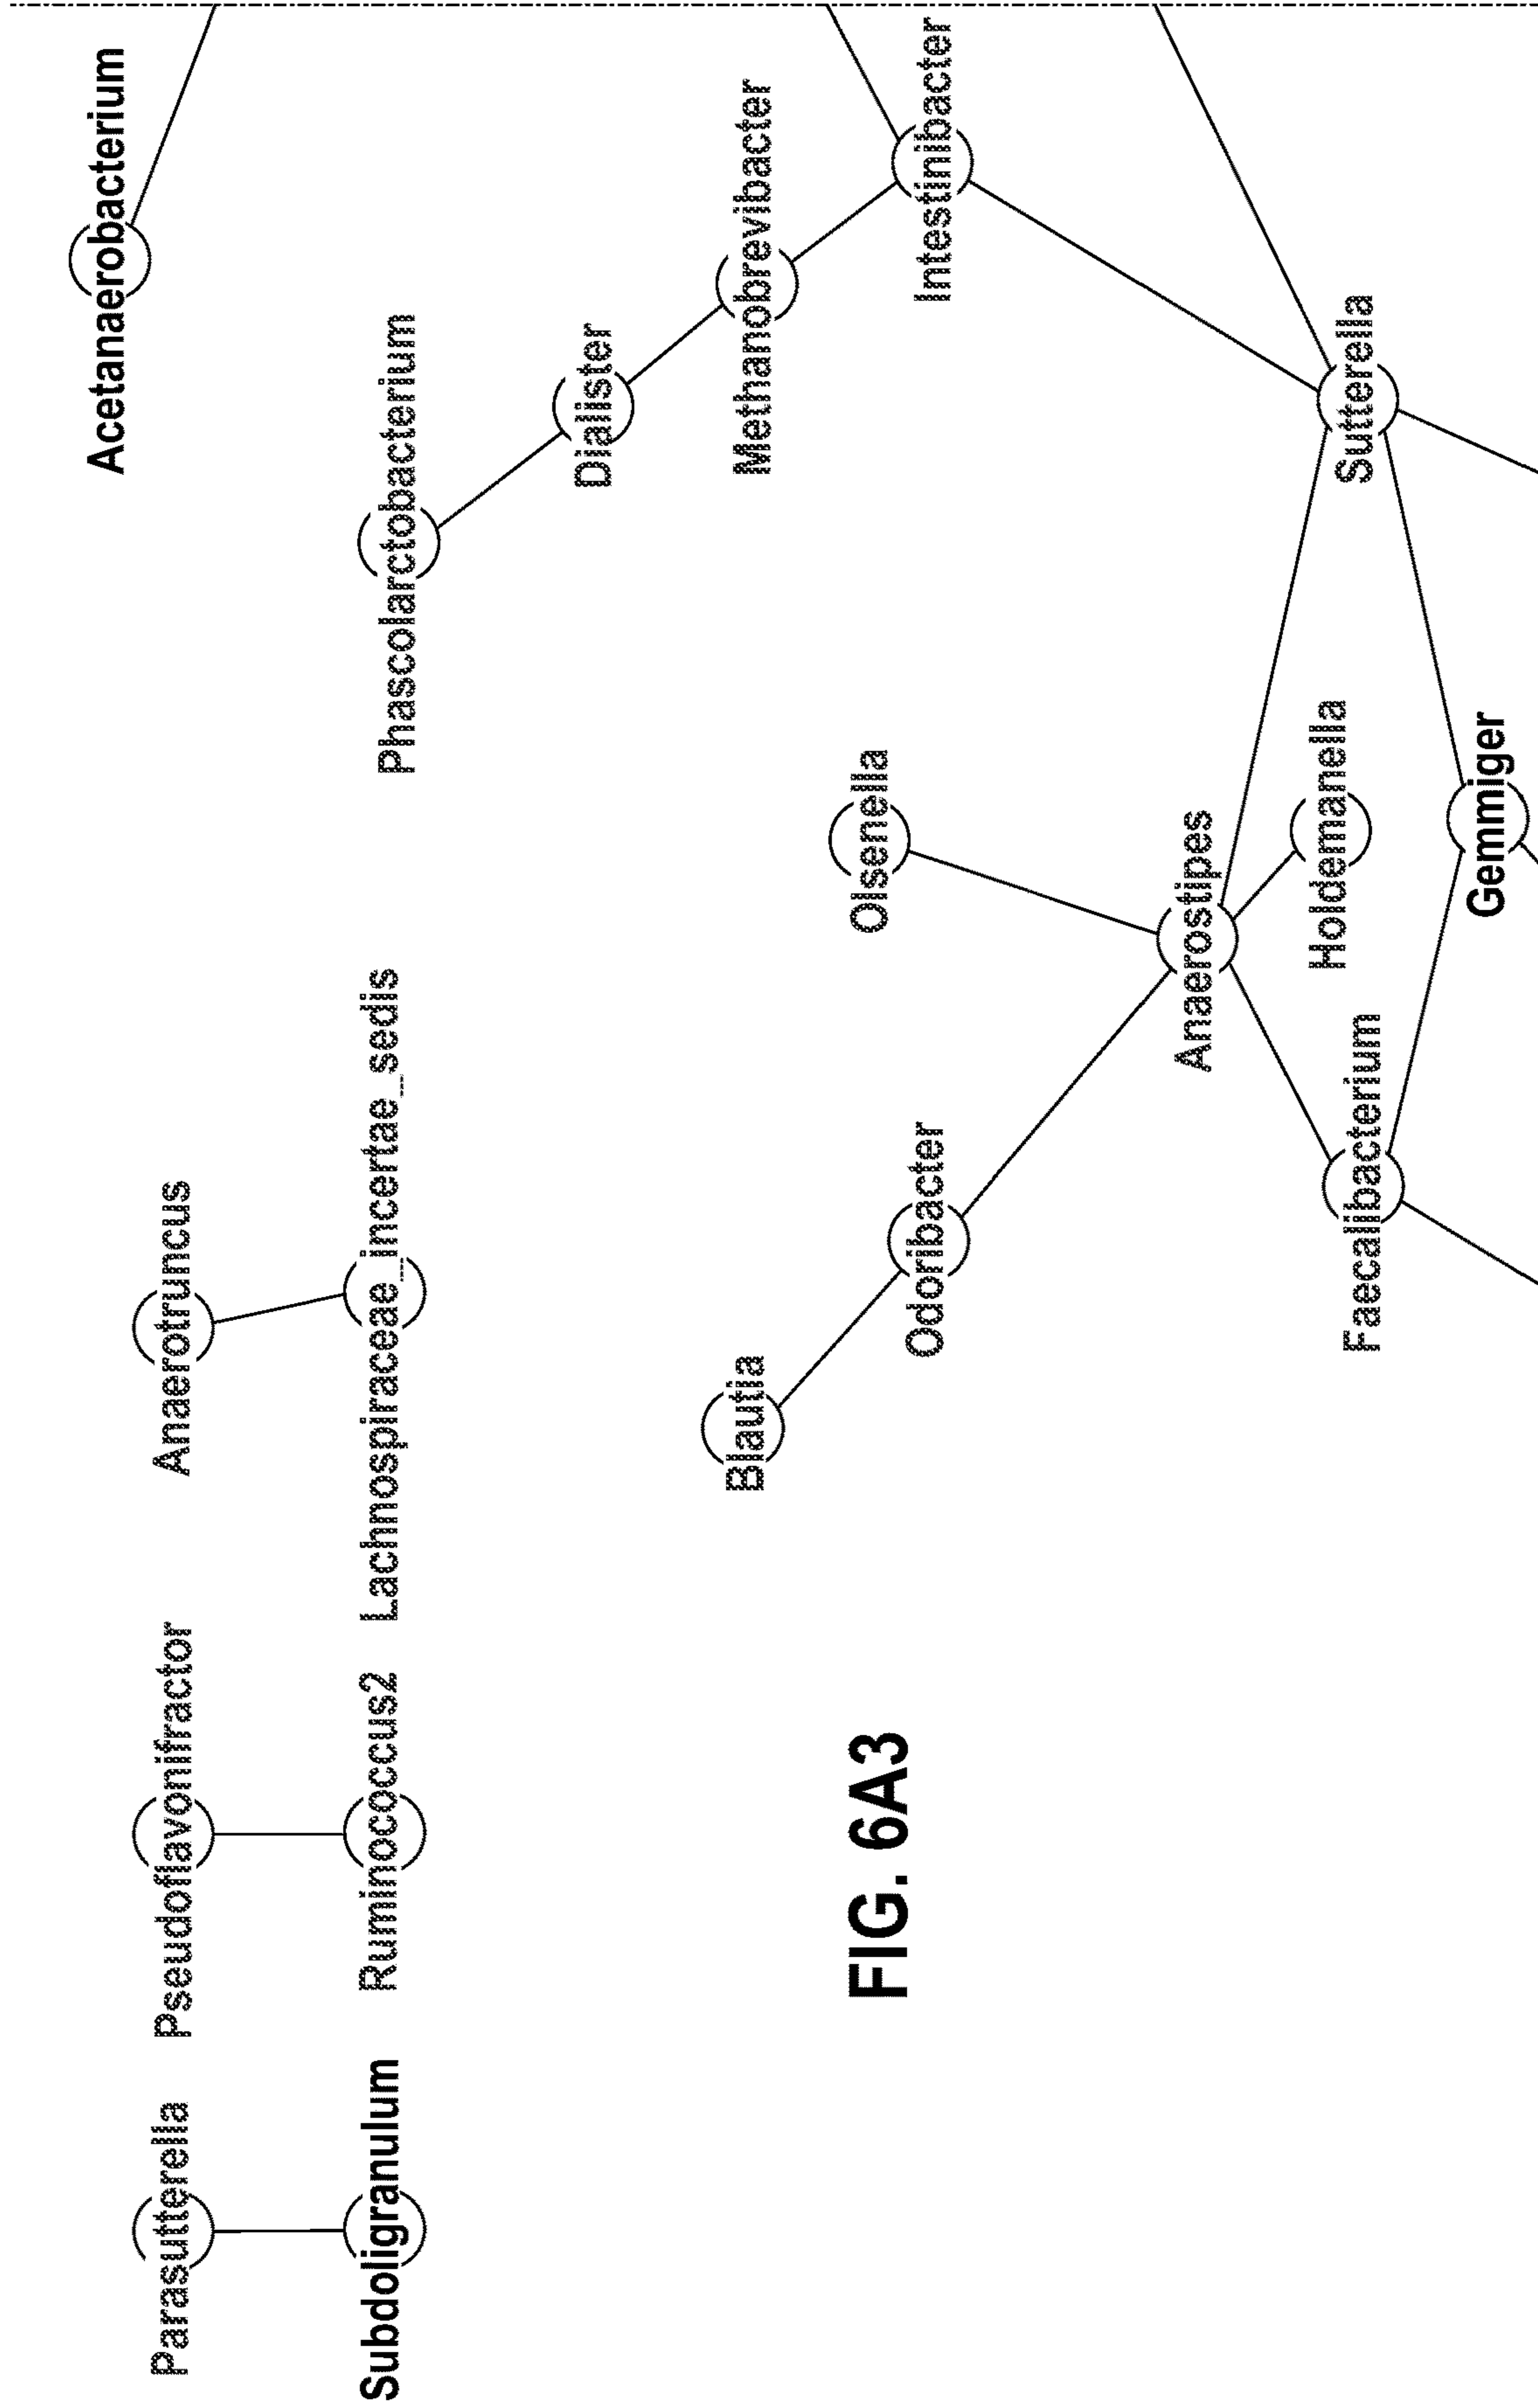 Parasutterella
Subdoligranulum
Pseudoflavonifractor
Ruminococcus2
Anaerotruncus
Lachnospiraceae_incertae_sedis
Acetanaerobacterium
Phascolarctobacterium
Dialister
Methanobrevibacter
Intestinibacter
Blautia
Odoribacter
Olsenella
Anaerostipes
Holdemanella
Sutterella
Faecalibacterium
Gemmiger
FIG. 6A3